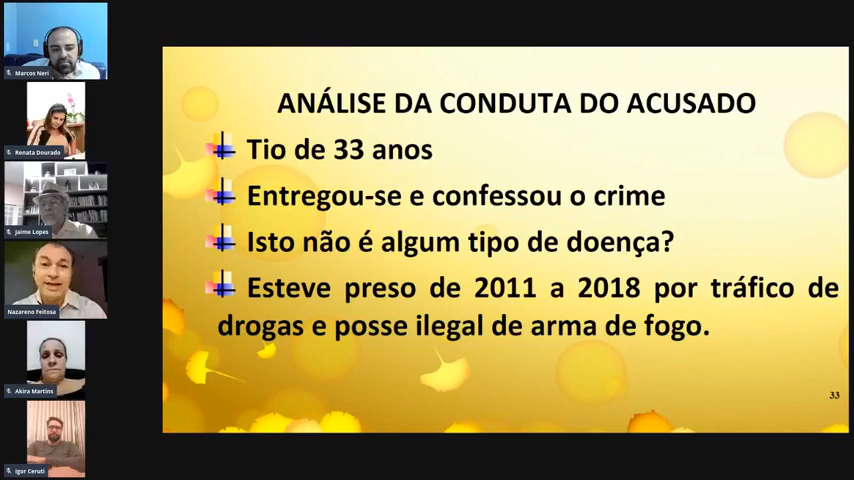 ANÁLISE DA CONDUTA DO ACUSADO
Tio de 33 anos
Entregou-se e confessou o crime
Isto não é algum tipo de doença?
Esteve preso de 2011 a 2018 por tráfico de
drogas e posse ilegal de arma de fogo.
33
Marcos Neri
Renata Dourado
Jaime Lopes
Nazareno Feitosa
Akira Martins
Igor Ceruti